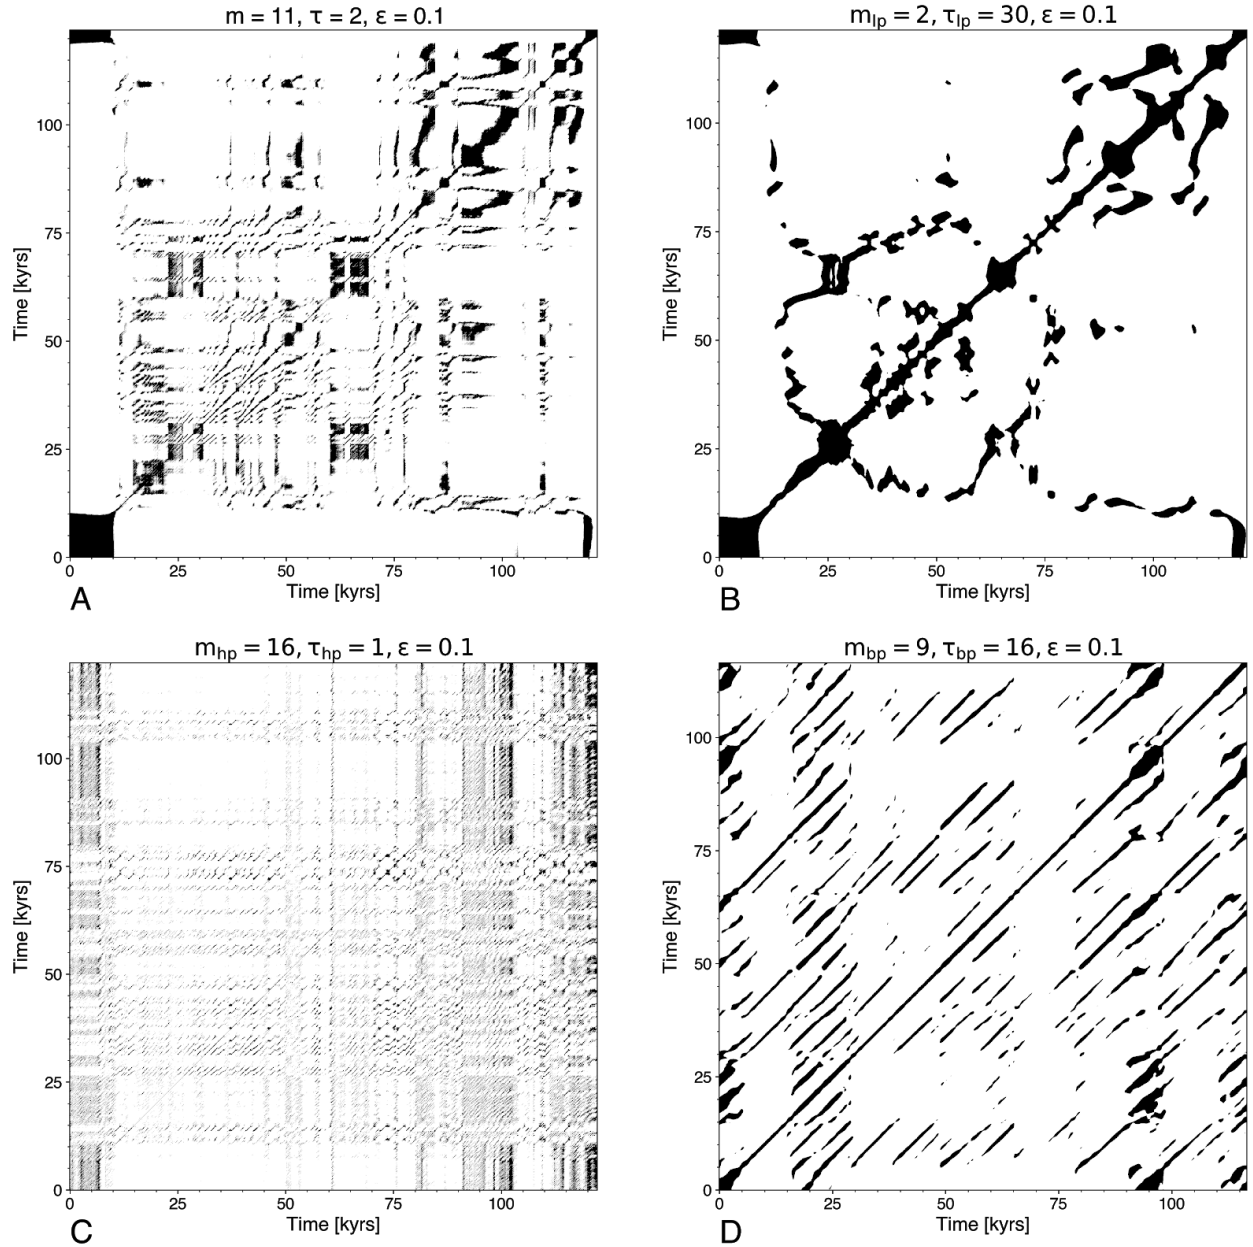 m = 11, τ = 2, ε = 0.1
Time [kyrs]
100
75
50
25
0
0 25 50 75 100
Time [kyrs]
A
m_lp = 2, τ_lp = 30, ε = 0.1
Time [kyrs]
100
75
50
25
0
0 25 50 75 100
Time [kyrs]
B
m_hp = 16, τ_hp = 1, ε = 0.1
Time [kyrs]
100
75
50
25
0
0 25 50 75 100
Time [kyrs]
C
m_bp = 9, τ_bp = 16, ε = 0.1
Time [kyrs]
100
75
50
25
0
0 25 50 75 100
Time [kyrs]
D